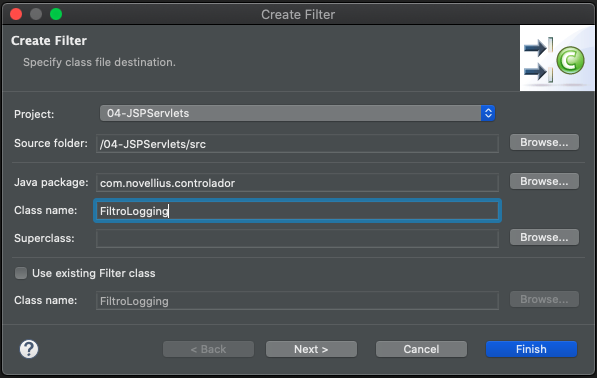 Create Filter
Create Filter
Specify class file destination.
C
Project: 04-JSPServlets
Source folder: /04-JSPServlets/src Browse...
Java package: com.novellius.controlador Browse...
Class name: FiltroLogging
Superclass: Browse...
Use existing Filter class
Class name: FiltroLogging Browse...
? < Back Next > Cancel Finish